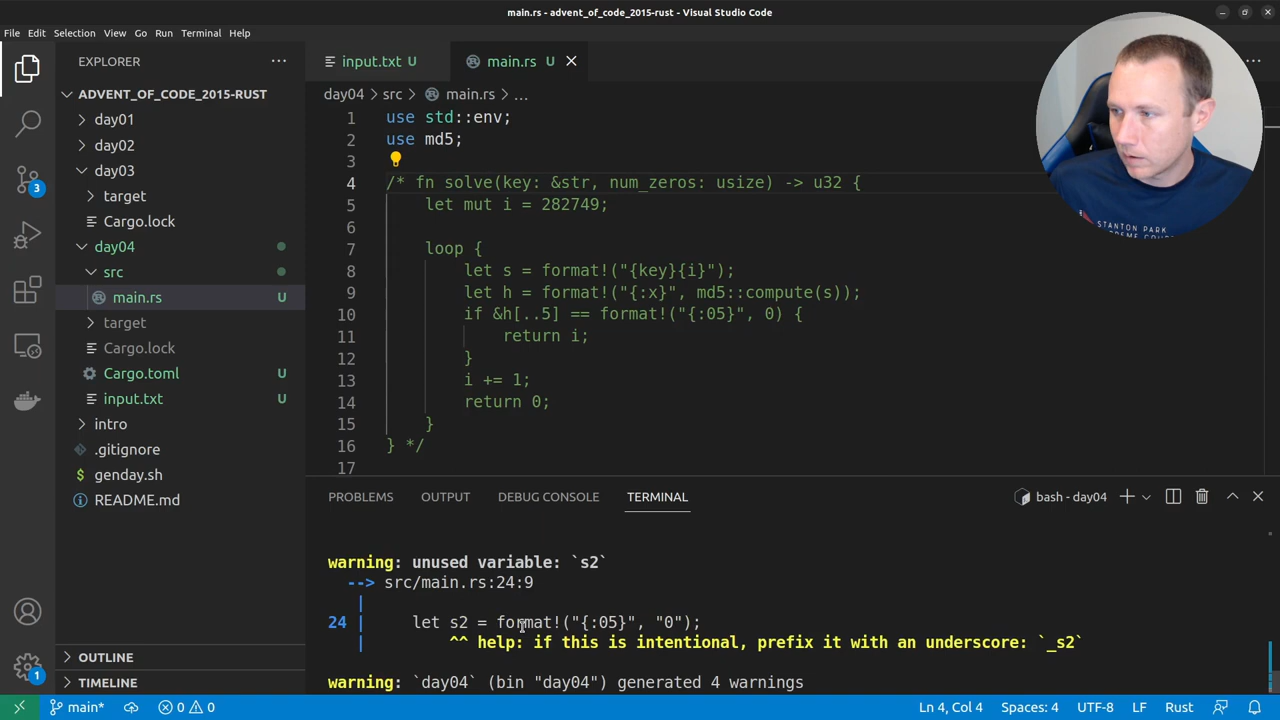 main.rs - advent_of_code_2015-rust - Visual Studio Code
File Edit Selection View Go Run Terminal Help
EXPLORER
ADVENT_OF_CODE_2015-RUST
day01
day02
day03
target
Cargo.lock
day04
src
main.rs U
target
Cargo.lock
Cargo.toml U
input.txt U
intro
.gitignore
$ genday.sh
README.md
OUTLINE
TIMELINE
3
1
input.txt U
main.rs U
day04 > src > main.rs > ...
1 use std::env;
2 use md5;
3
4 /* fn solve(key: &str, num_zeros: usize) -> u32 {
5 let mut i = 282749;
6
7 loop {
8 let s = format!("{key}{i}");
9 let h = format!("{:x}", md5::compute(s));
10 if &h[..5] == format!("{:05}", 0) {
11 return i;
12 }
13 i += 1;
14 return 0;
15 }
16 } */
17
STANTON PARK
PROBLEMS OUTPUT DEBUG CONSOLE TERMINAL
bash - day04
warning: unused variable: `s2`
--> src/main.rs:24:9
|
24 | let s2 = format!("{:05}", "0");
| ^^ help: if this is intentional, prefix it with an underscore: `_s2`
warning: `day04` (bin "day04") generated 4 warnings
main* 0 0 Ln 4, Col 4 Spaces: 4 UTF-8 LF Rust